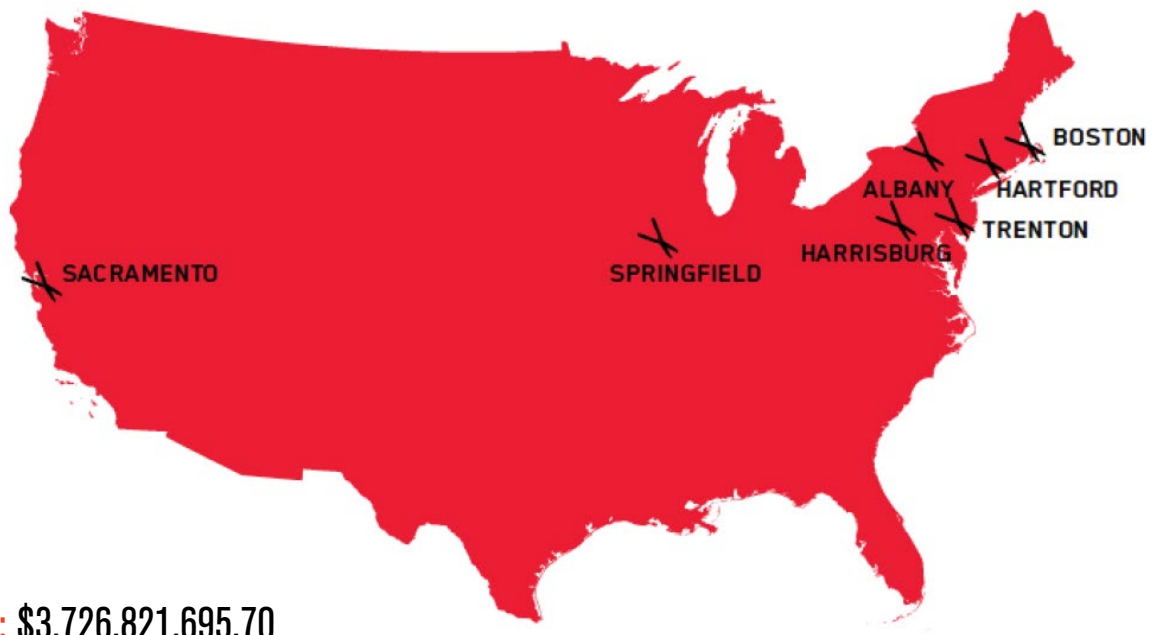 BOSTON
ALBANY
HARTFORD
TRENTON
HARRISBURG
SACRAMENTO
SPRINGFIELD
: $3,726,821,695.70